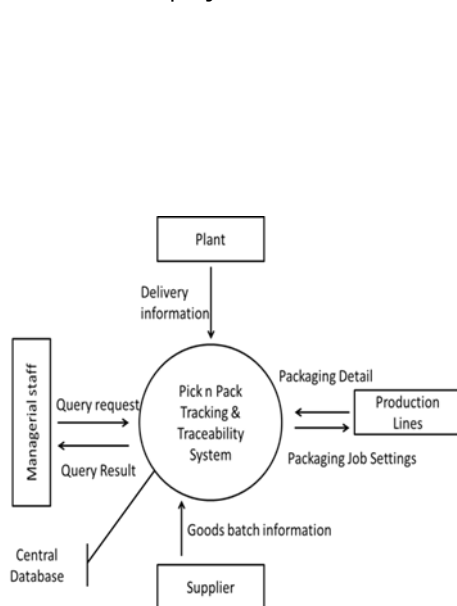 Plant
Delivery
information
Managerial staff
Query request
Query Result
Pick n Pack
Tracking &
Traceability
System
Packaging Detail
Production
Lines
Packaging Job Settings
Goods batch information
Central
Database
Supplier